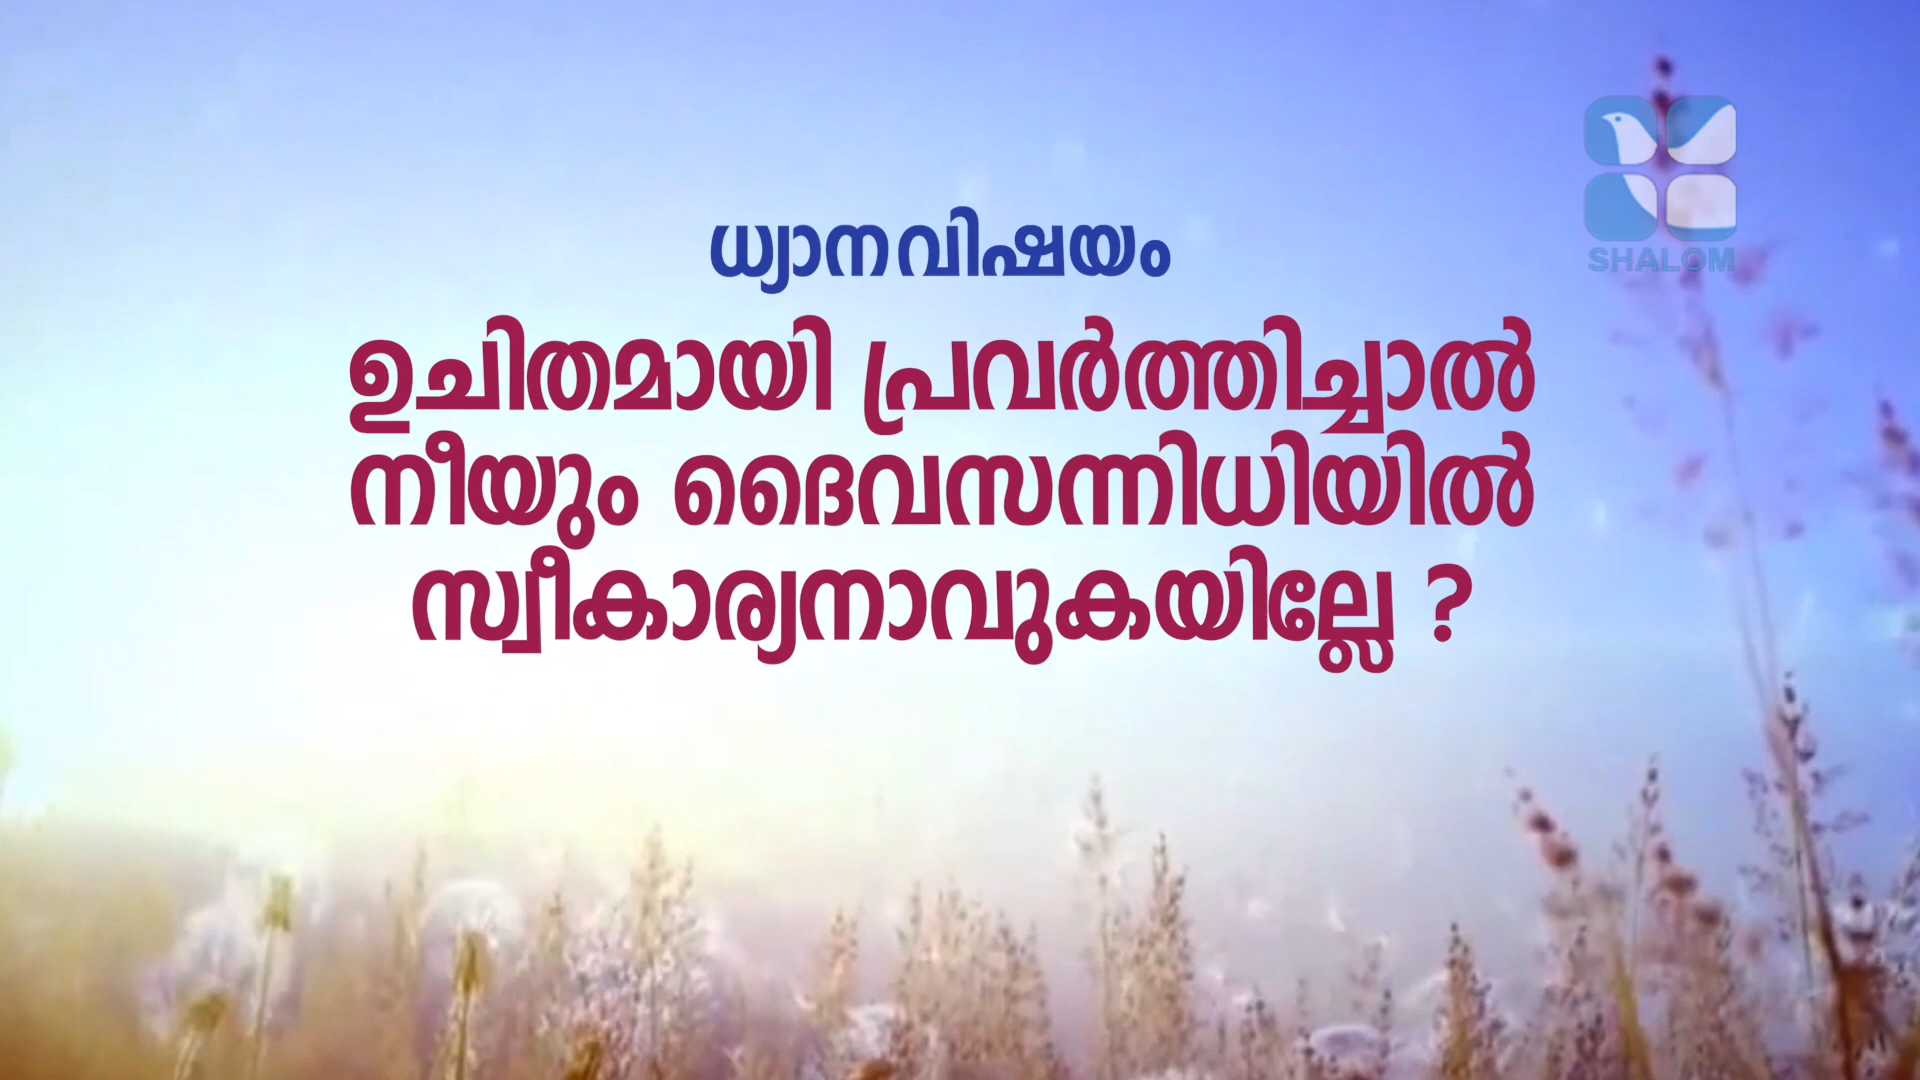 ധ്യാനവിഷയം
SHALOM
ഉചിതമായി പ്രവർത്തിച്ചാൽ
നീയും ദൈവസന്നിധിയിൽ
സ്വീകാര്യനാവുകയില്ലേ ?